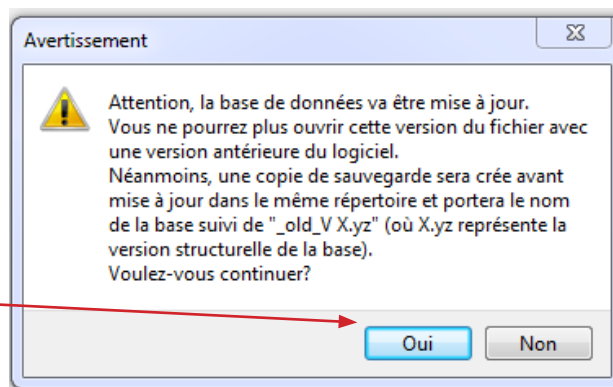 Avertissement
Attention, la base de données va être mise à jour.
Vous ne pourrez plus ouvrir cette version du fichier avec
une version antérieure du logiciel.
Néanmoins, une copie de sauvegarde sera crée avant
mise à jour dans le même répertoire et portera le nom
de la base suivi de "_old_V X.yz" (où X.yz représente la
version structurelle de la base).
Voulez-vous continuer?
Oui Non